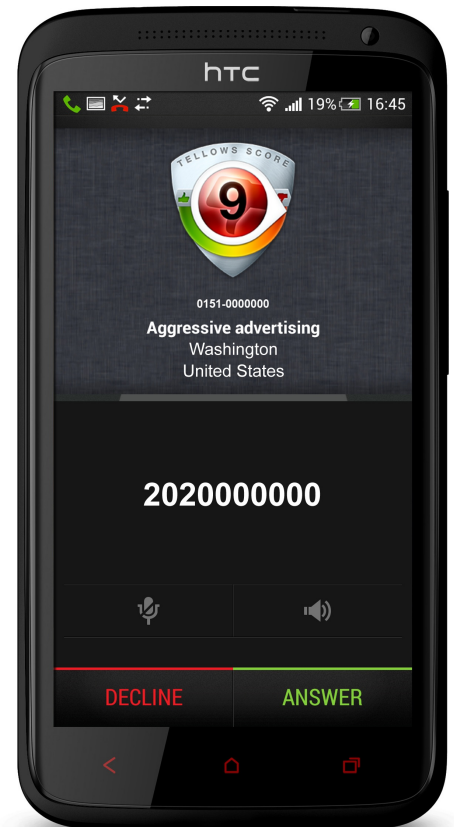 hTC
19% 16:45
TELLOWS SCORE
9
0151-0000000
Aggressive advertising
Washington
United States
2020000000
DECLINE ANSWER